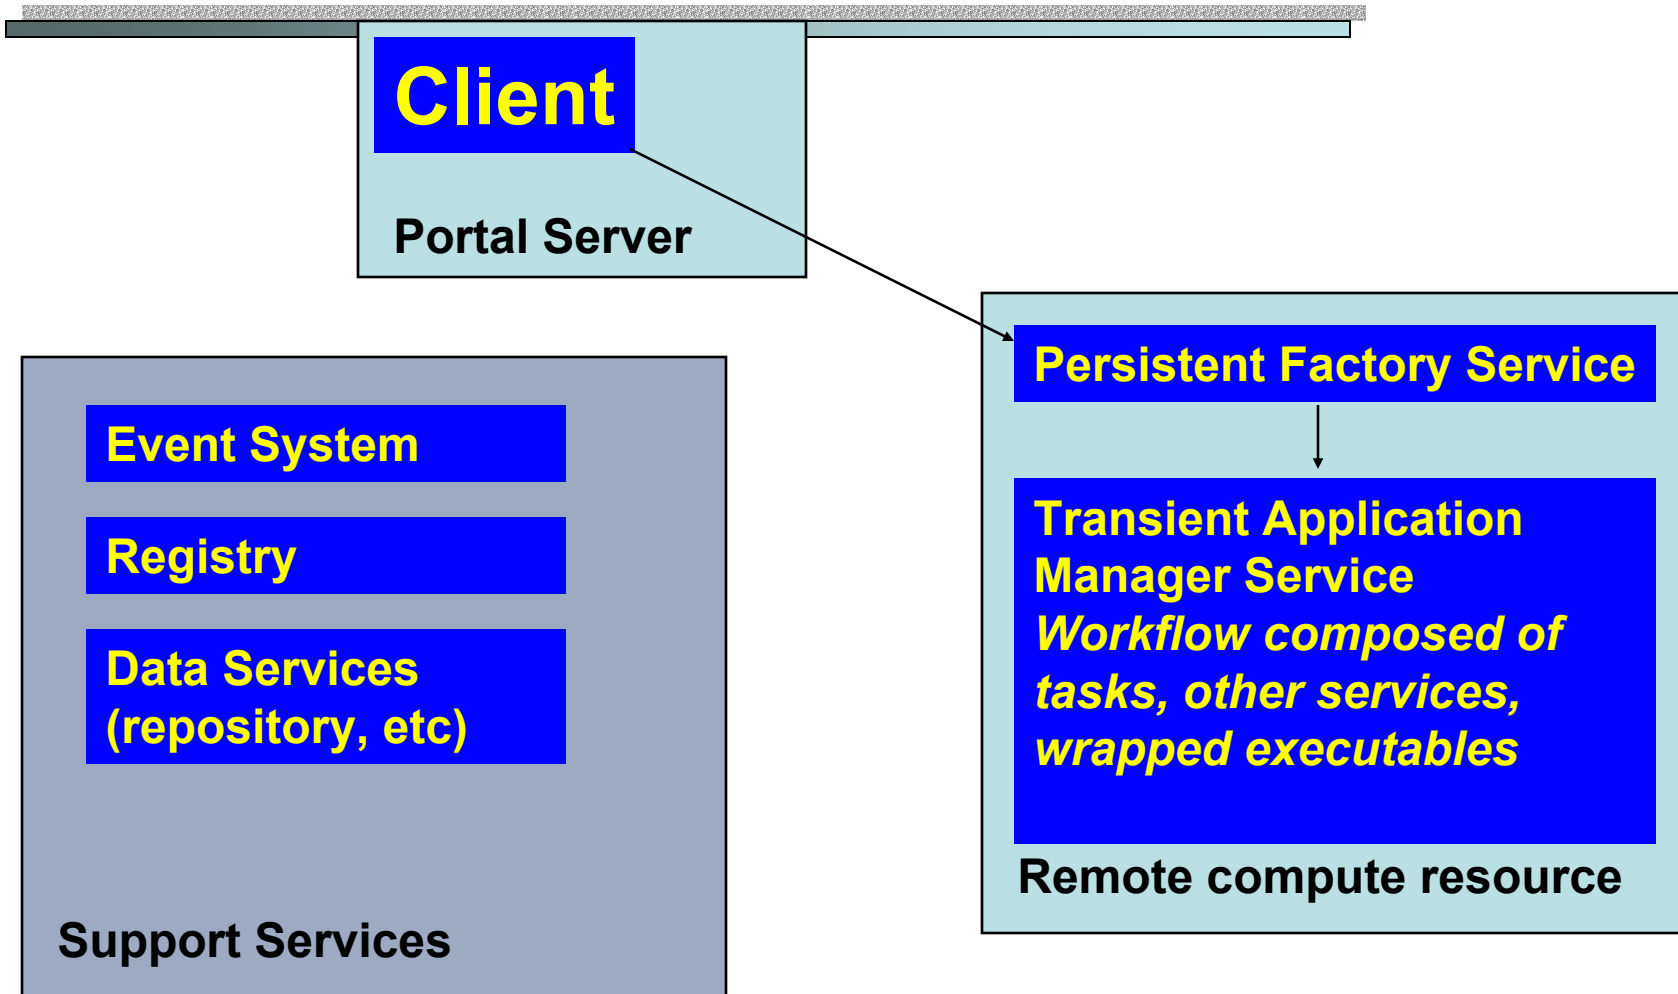 Client
Portal Server
Event System
Registry
Data Services
(repository, etc)
Support Services
Persistent Factory Service
Transient Application
Manager Service
Workflow composed of
tasks, other services,
wrapped executables
Remote compute resource